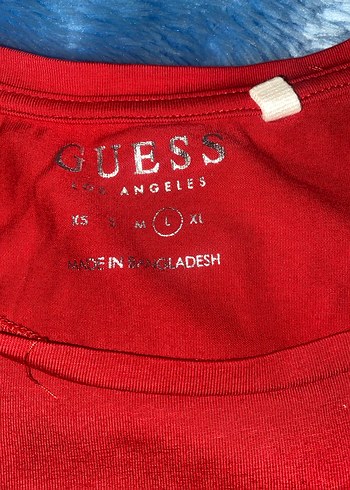 GUESS
LOS ANGELES
XS S M L XL
MADE IN BANGLADESH